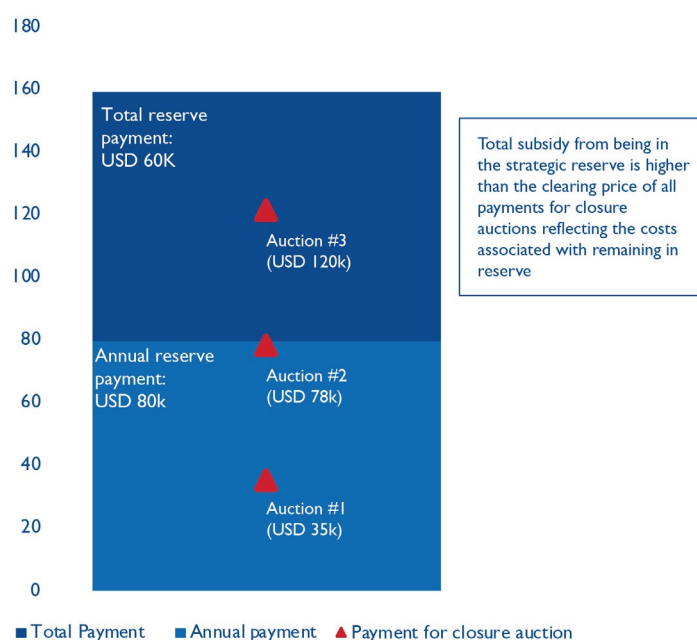 180
160
140
120
100
80
60
40
20
0
Total reserve
payment:
USD 60K
Auction #3
(USD 120k)
Annual reserve
payment:
USD 80k
Auction #2
(USD 78k)
Auction #1
(USD 35k)
Total subsidy from being in
the strategic reserve is higher
than the clearing price of all
payments for closure
auctions reflecting the costs
associated with remaining in
reserve
Total Payment Annual payment Payment for closure auction